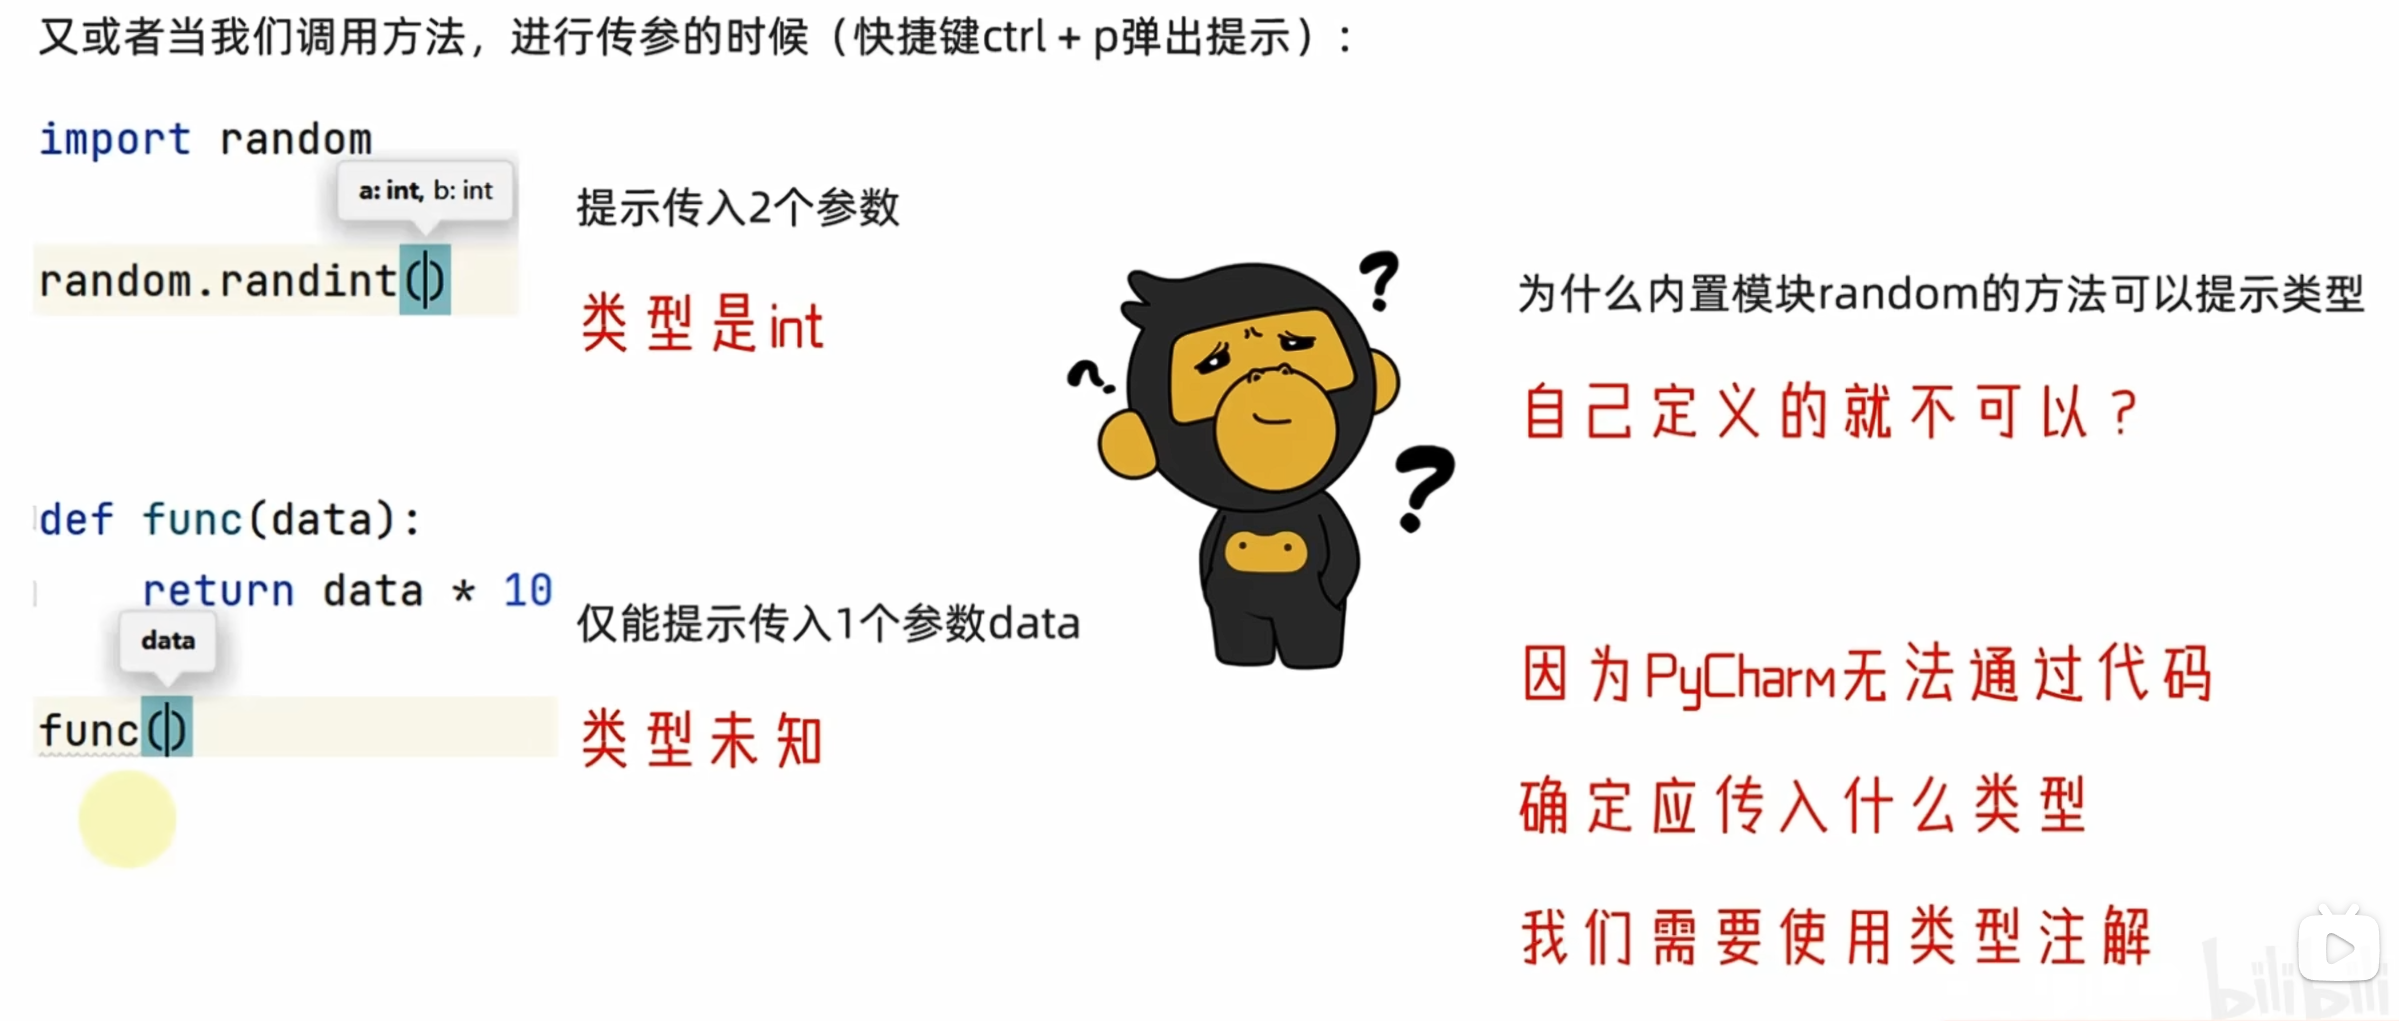 又或者当我们调用方法，进行传参的时候（快捷键ctrl + p弹出提示）：
import random
a: int, b: int
random.randint()
提示传入2个参数
类型是int
def func(data):
return data * 10
data
func()
仅能提示传入1个参数data
类型未知
?
?
?
为什么内置模块random的方法可以提示类型
自己定义的就不可以？
因为PyCharm无法通过代码
确定应传入什么类型
我们需要使用类型注解
bilibili